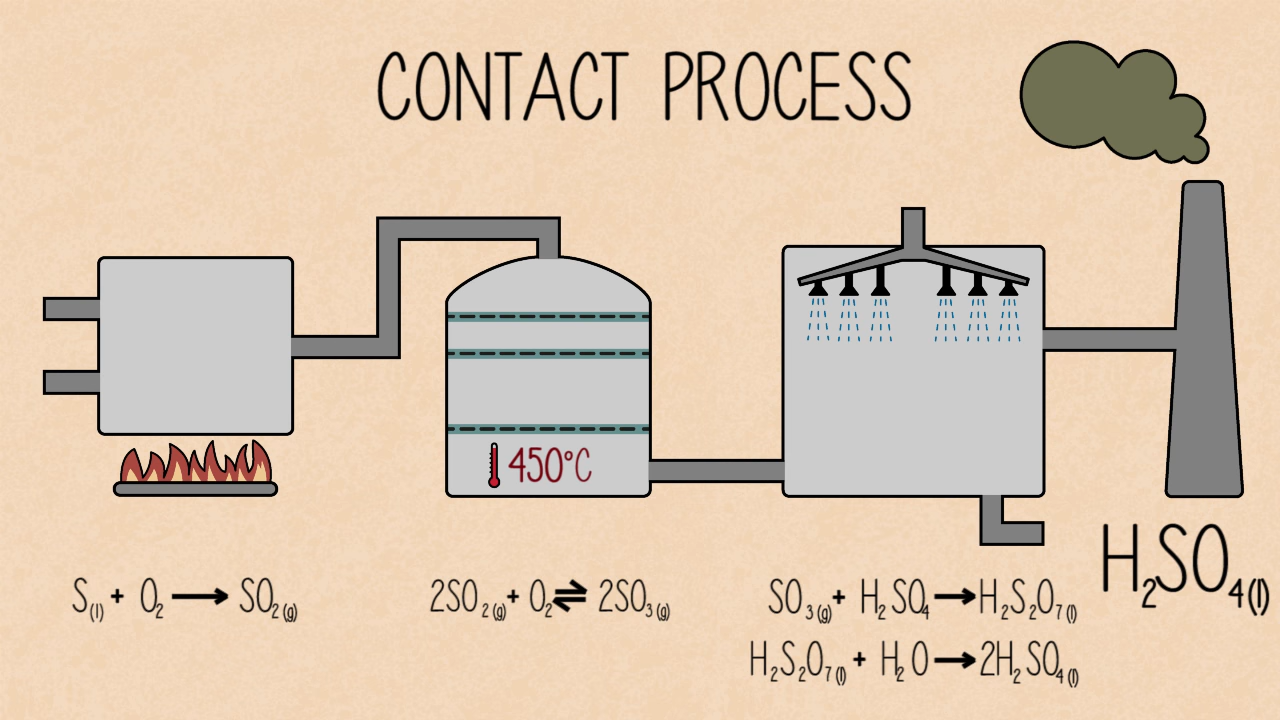 CONTACT PROCESS
450°C
S(l) + O2 → SO2(g)
2SO2(g) + O2 ⇌ 2SO3(g)
SO3(g) + H2SO4 → H2S2O7(l)
H2S2O7(l) + H2O → 2H2SO4(l)
H2SO4(l)